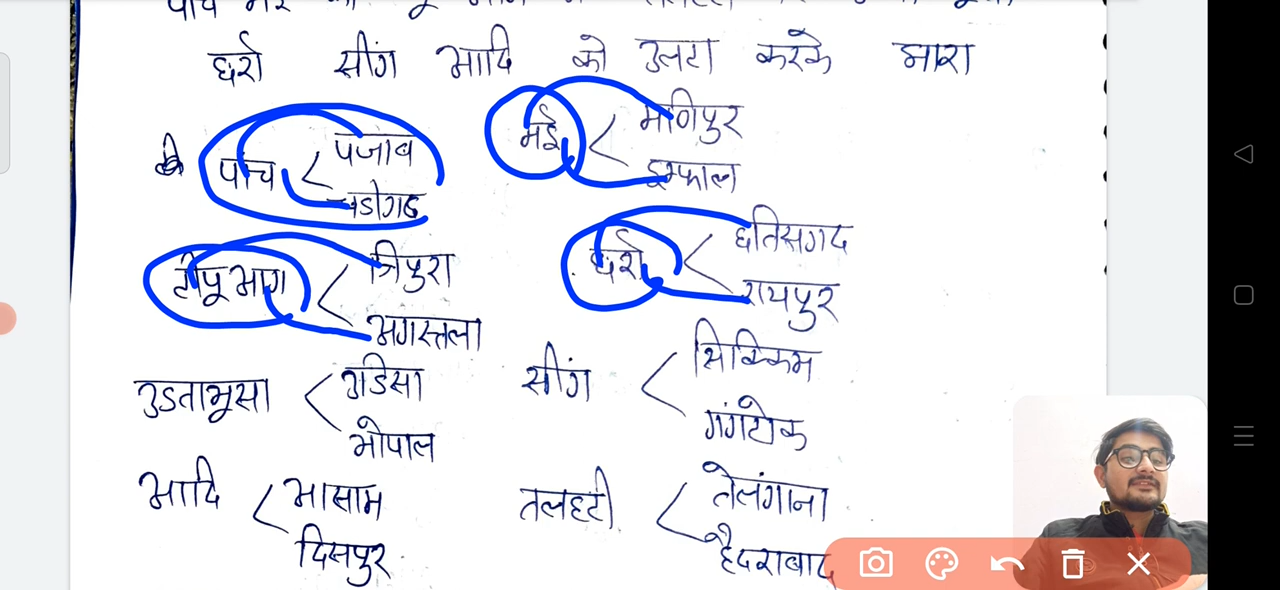 छरो सींग आदि को उलटा करके मारा
पांच < पंजाब
चडोगढ
मई < मणिपुर
इम्फाल
टीपू भाग < त्रिपुरा
अगरतला
छरो < छतिसगढ
रायपुर
उडताभूसा < उडिसा
भोपाल
सींग < सिक्किम
गंगटोक
आदि < आसाम
दिसपुर
तलहटी < तेलंगाना
हैदराबाद